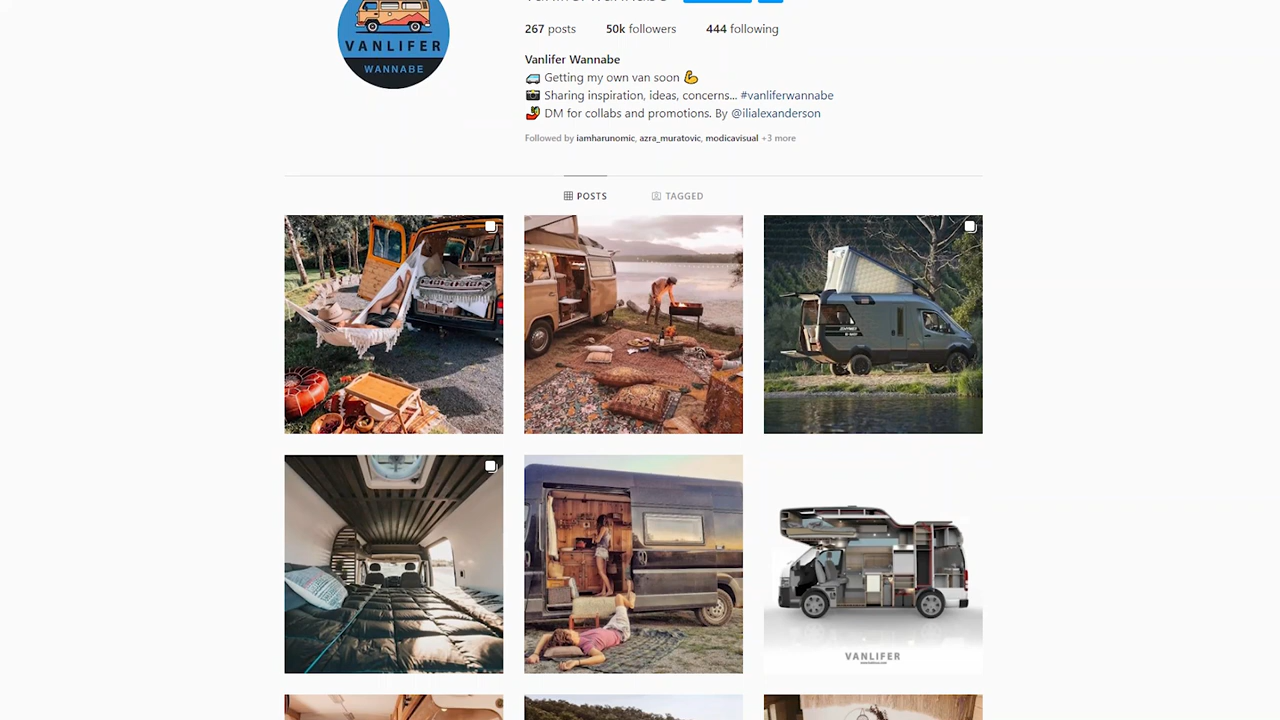 VANLIFER
WANNABE
267 posts 50k followers 444 following
Vanlifer Wannabe
🚐 Getting my own van soon 💪
📷 Sharing inspiration, ideas, concerns... #vanliferwannabe
🤙 DM for collabs and promotions. By @ilialexanderson
Followed by iamharunomic, azra_muratovic, modicavisual +3 more
POSTS TAGGED
VANLIFER